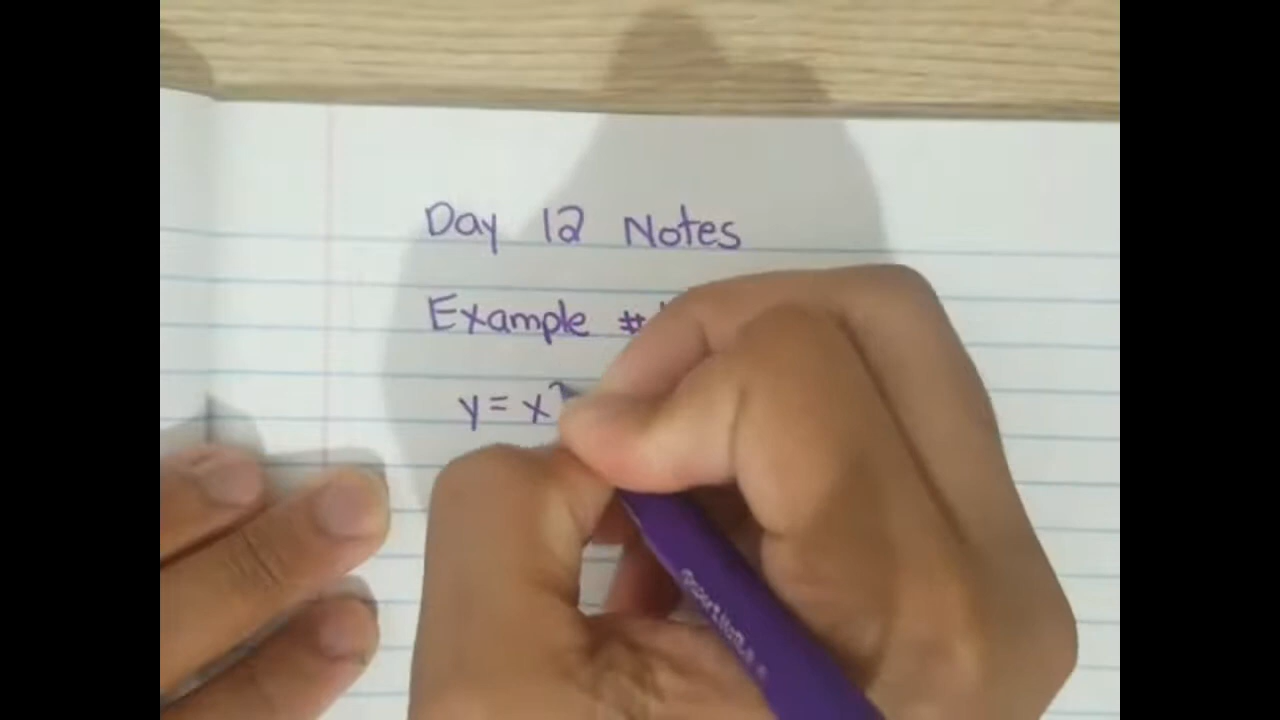 Day 12 Notes
Example #
y = x